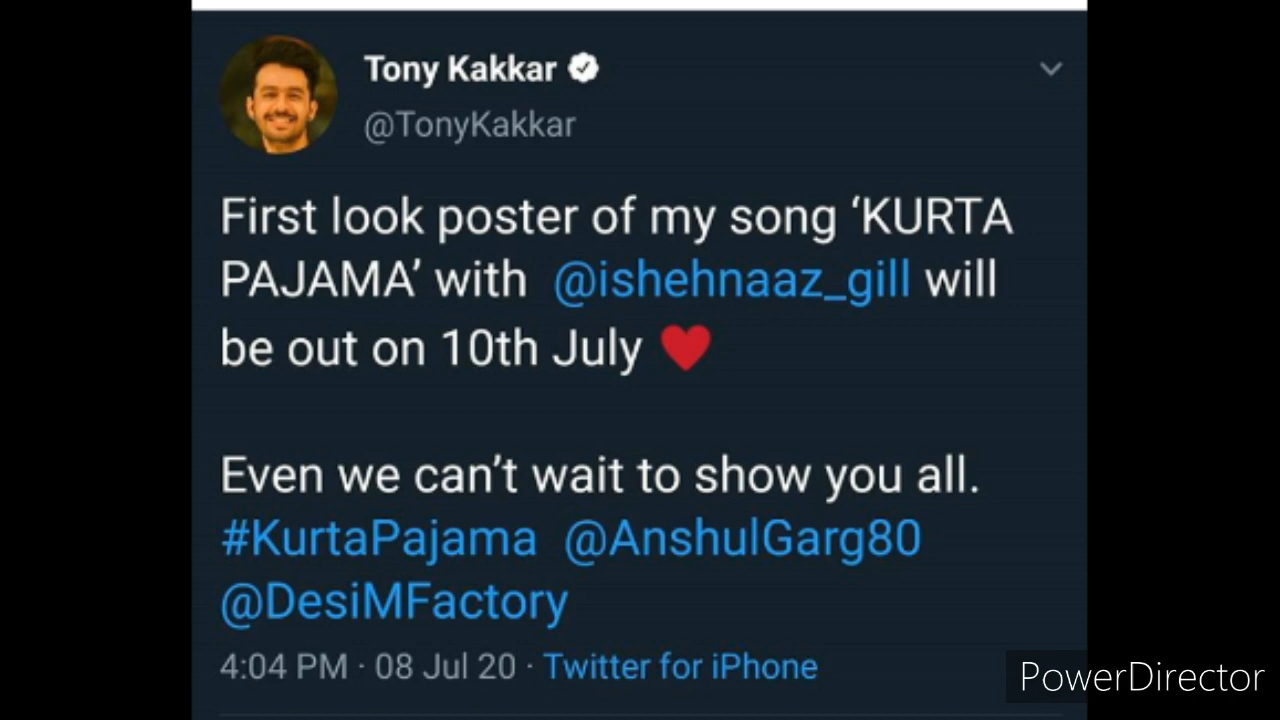 Tony Kakkar
@TonyKakkar
First look poster of my song ‘KURTA
PAJAMA’ with @ishehnaaz_gill will
be out on 10th July ❤
Even we can’t wait to show you all.
#KurtaPajama @AnshulGarg80
@DesiMFactory
4:04 PM · 08 Jul 20 · Twitter for iPhone
PowerDirector